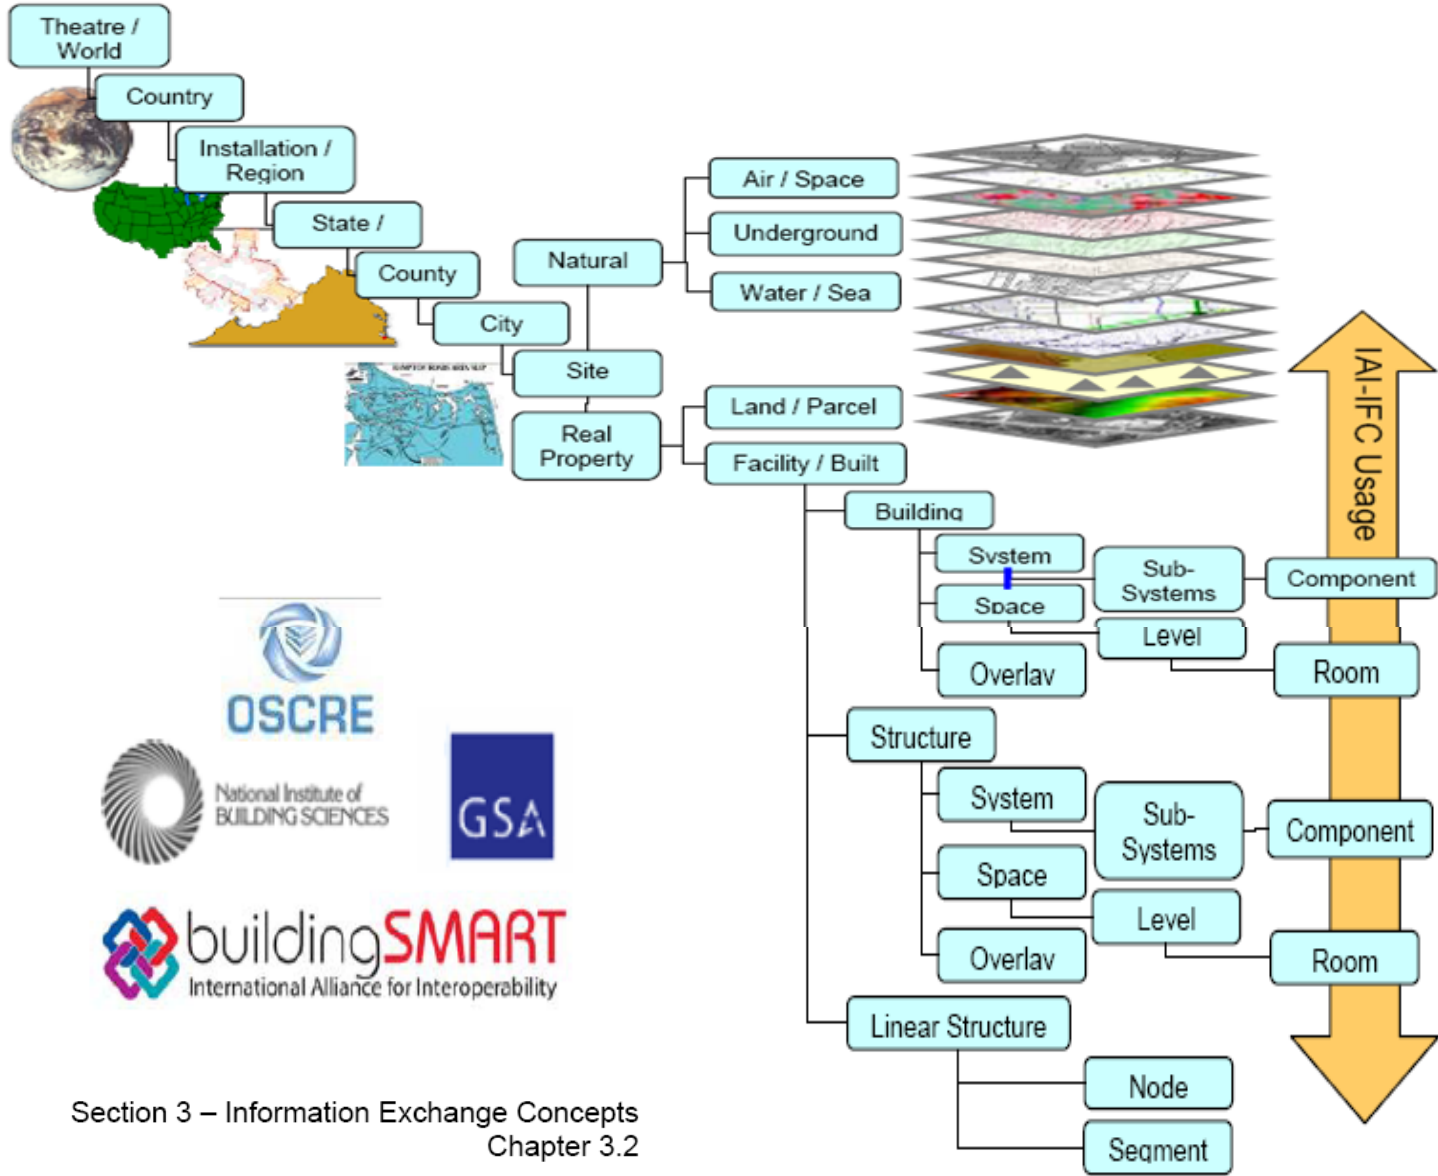 Theatre /
World
Country
Installation /
Region
State /
County
City
Site
Natural
Air / Space
Underground
Water / Sea
Real
Property
Land / Parcel
Facility / Built
Building
System
Sub-
Systems
Component
Space
Level
Room
Overlay
Structure
System
Sub-
Systems
Component
Space
Level
Room
Overlay
Linear Structure
Node
Segment
IAI-IFC Usage
OSCRE
National Institute of
BUILDING SCIENCES
GSA
buildingSMART
International Alliance for Interoperability
Section 3 – Information Exchange Concepts
Chapter 3.2